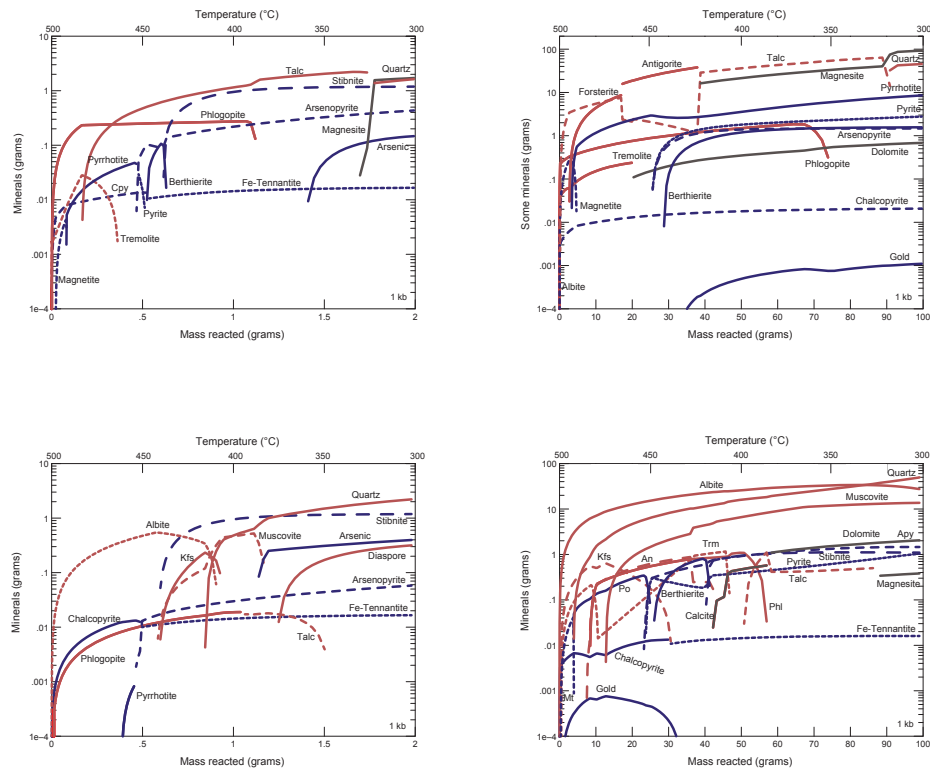 Temperature (°C)
500 450 400 350 300
10
1
.1
.01
.001
1e–4
Minerals (grams)
Talc
Quartz
Stibnite
Arsenopyrite
Phlogopite
Magnesite
Arsenic
Pyrrhotite
Cpy
Berthierite
Fe-Tennantite
Pyrite
Tremolite
Magnetite
1 kb
0 .5 1 1.5 2
Mass reacted (grams)
Temperature (°C)
500 450 400 350 300
100
10
1
.1
.01
.001
1e–4
Some minerals (grams)
Antigorite
Talc
Quartz
Magnesite
Forsterite
Pyrrhotite
Pyrite
Arsenopyrite
Tremolite
Phlogopite
Dolomite
Berthierite
Magnetite
Chalcopyrite
Gold
Albite
1 kb
0 10 20 30 40 50 60 70 80 90 100
Mass reacted (grams)
Temperature (°C)
500 450 400 350 300
10
1
.1
.01
.001
1e–4
Minerals (grams)
Quartz
Albite
Stibnite
Muscovite
Arsenic
Kfs
Diaspore
Arsenopyrite
Chalcopyrite
Fe-Tennantite
Phlogopite
Talc
Pyrrhotite
1 kb
0 .5 1 1.5 2
Mass reacted (grams)
Temperature (°C)
500 450 400 350 300
100
10
1
.1
.01
.001
1e–4
Minerals (grams)
Quartz
Albite
Muscovite
Trm
Dolomite Apy
Kfs An
Stibnite
Pyrite
Po
Talc
Berthierite
Magnesite
Calcite
Phl
Fe-Tennantite
Chalcopyrite
Mt
Gold
1 kb
0 10 20 30 40 50 60 70 80 90 100
Mass reacted (grams)